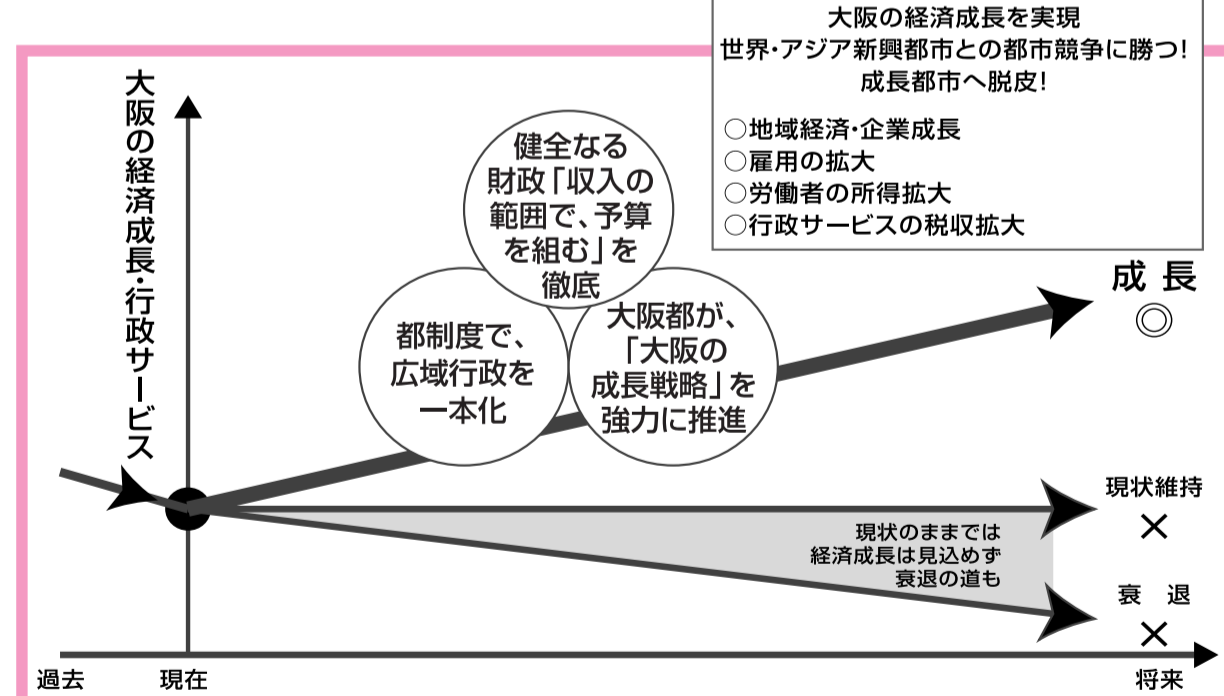 大阪の経済成長を実現
世界・アジア新興都市との都市競争に勝つ！
成長都市へ脱皮！
○地域経済・企業成長
○雇用の拡大
○労働者の所得拡大
○行政サービスの税収拡大
大阪の経済成長・行政サービス
健全なる
財政「収入の
範囲で、予算
を組む」を
徹底
都制度で、
広域行政を
一本化
大阪都が、
「大阪の
成長戦略」を
強力に推進
成長
◎
現状維持
×
現状のままでは
経済成長は見込めず
衰退の道も
衰　退
×
過去
現在
将来